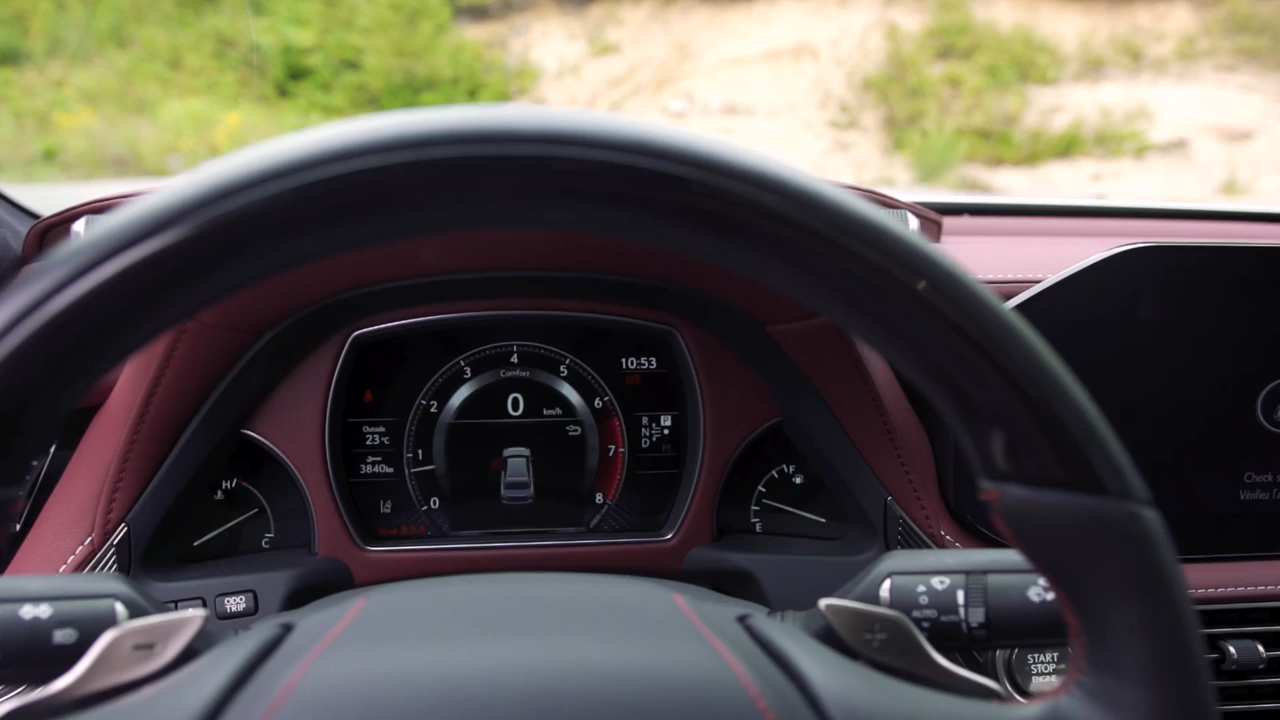 10:53
4
3
5
Comfort
2
6
0
km/h
R P
N
D
M
Outside
23°C
1
7
3840km
0
8
H
C
F
E
ODO
TRIP
AUTO
START
STOP
ENGINE
Check
Vérifiez